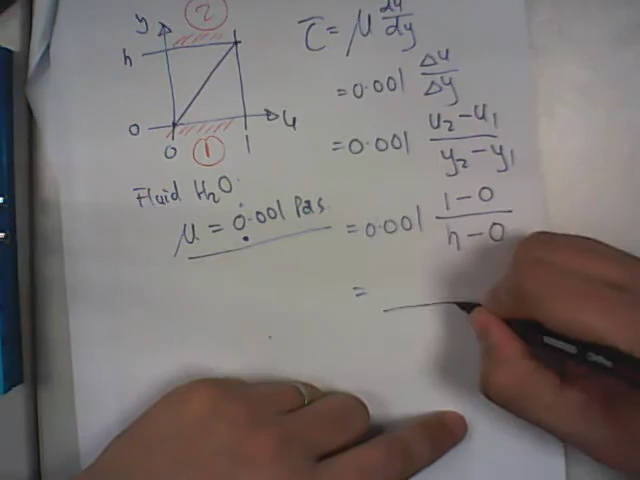 y
2
h
0
0
1
1
u
Fluid H₂O.
μ = 0.001 Pas
τ = μ du/dy
= 0.001 Δu/Δy
= 0.001 (u₂ − u₁)/(y₂ − y₁)
= 0.001 (1 − 0)/(h − 0)
=